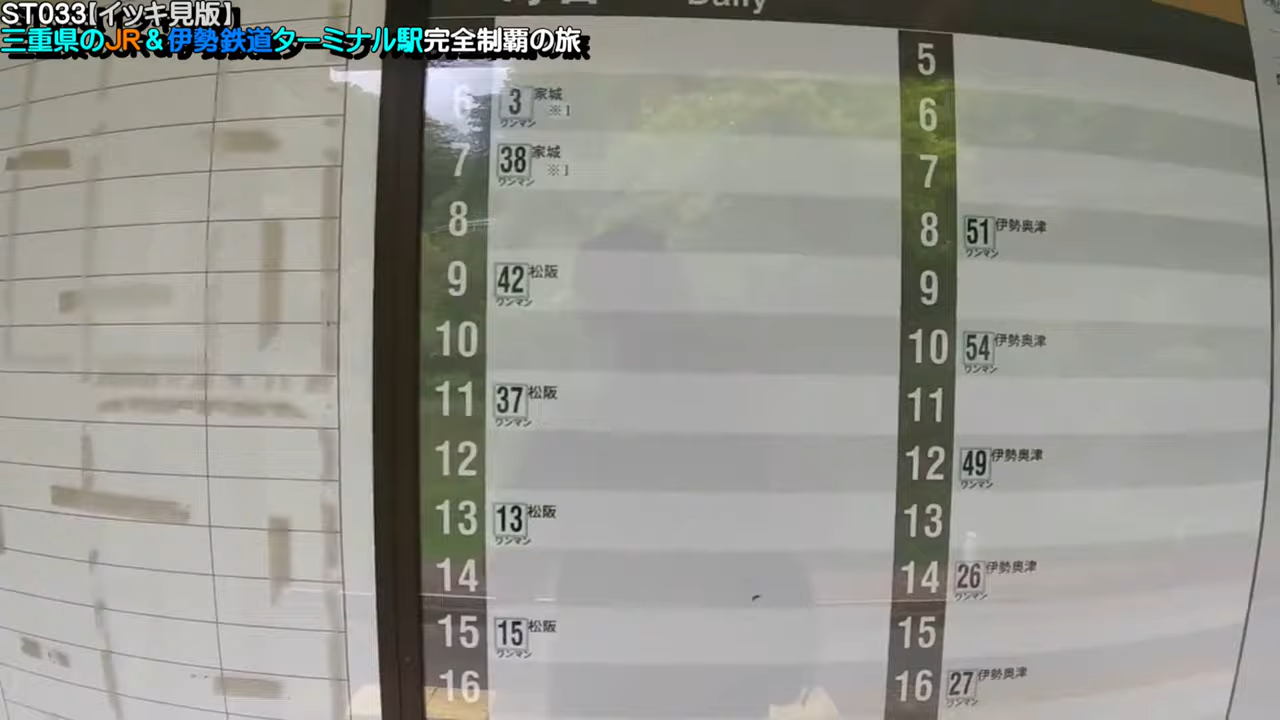 ST033【イッキ見版】
三重県のJR&伊勢鉄道ターミナル駅完全制覇の旅
Daily
6 3 家城 ※1
ワンマン
7 38 家城 ※1
ワンマン
8
9 42 松阪
ワンマン
10
11 37 松阪
ワンマン
12
13 13 松阪
ワンマン
14
15 15 松阪
ワンマン
16
5
6
7
8 51 伊勢奥津
ワンマン
9
10 54 伊勢奥津
ワンマン
11
12 49 伊勢奥津
ワンマン
13
14 26 伊勢奥津
ワンマン
15
16 27 伊勢奥津
ワンマン